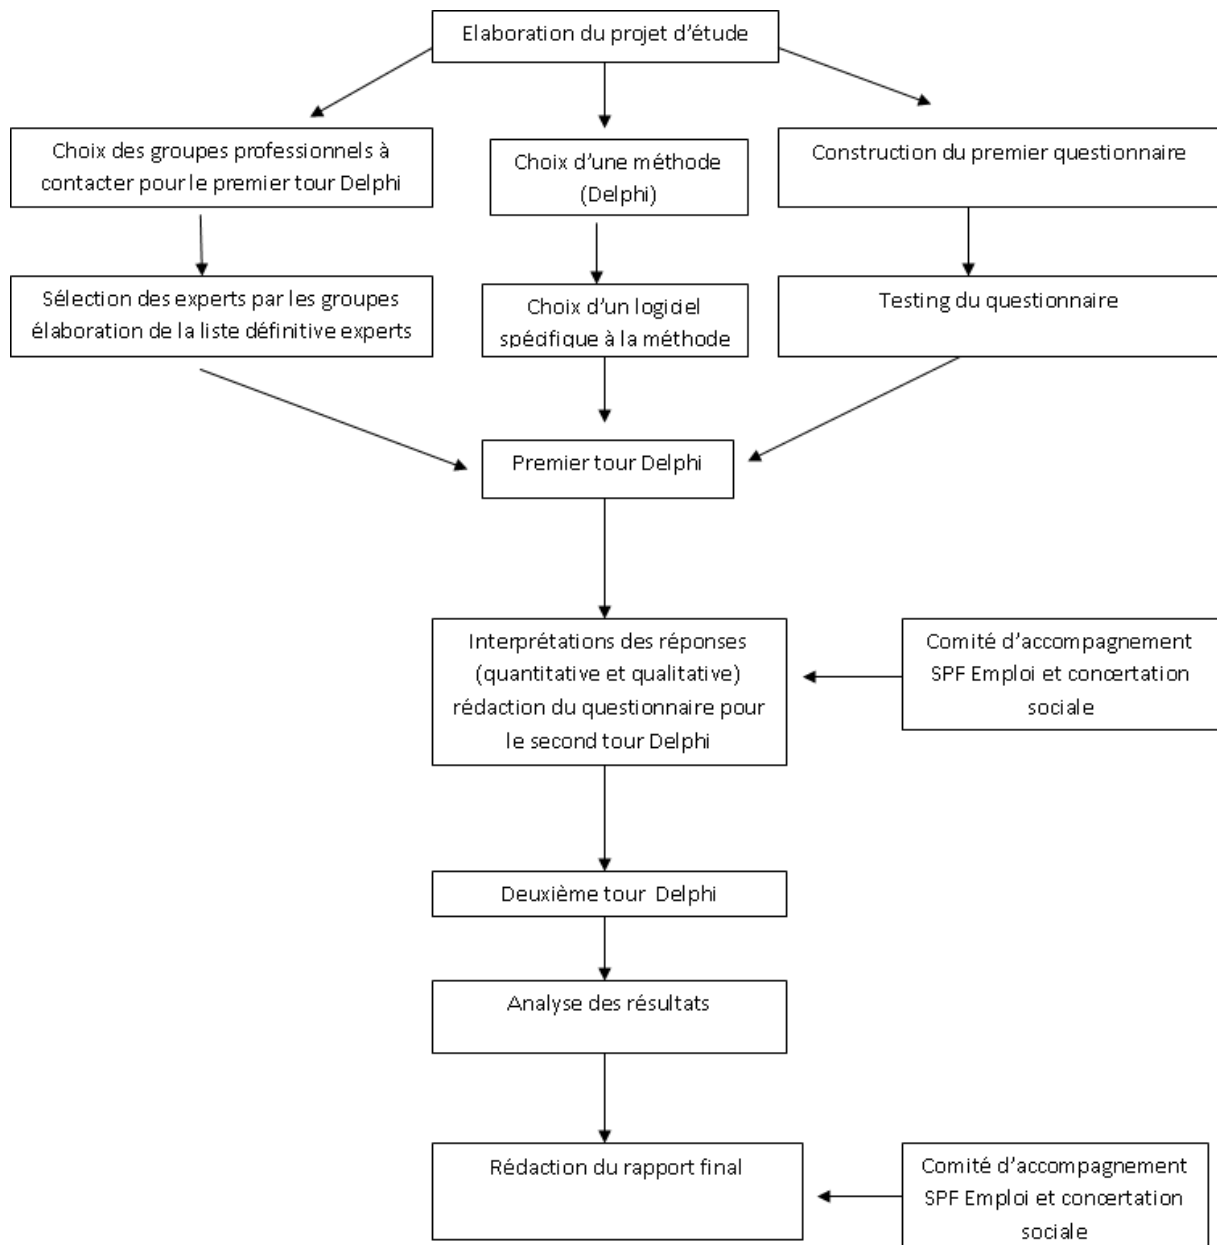 Elaboration du projet d’étude
Choix des groupes professionnels à
contacter pour le premier tour Delphi
Choix d’une méthode
(Delphi)
Construction du premier questionnaire
Sélection des experts par les groupes
élaboration de la liste définitive experts
Choix d’un logiciel
spécifique à la méthode
Testing du questionnaire
Premier tour Delphi
Interprétations des réponses
(quantitative et qualitative)
rédaction du questionnaire pour
le second tour Delphi
Comité d’accompagnement
SPF Emploi et concertation
sociale
Deuxième tour Delphi
Analyse des résultats
Rédaction du rapport final
Comité d’accompagnement
SPF Emploi et concertation
sociale